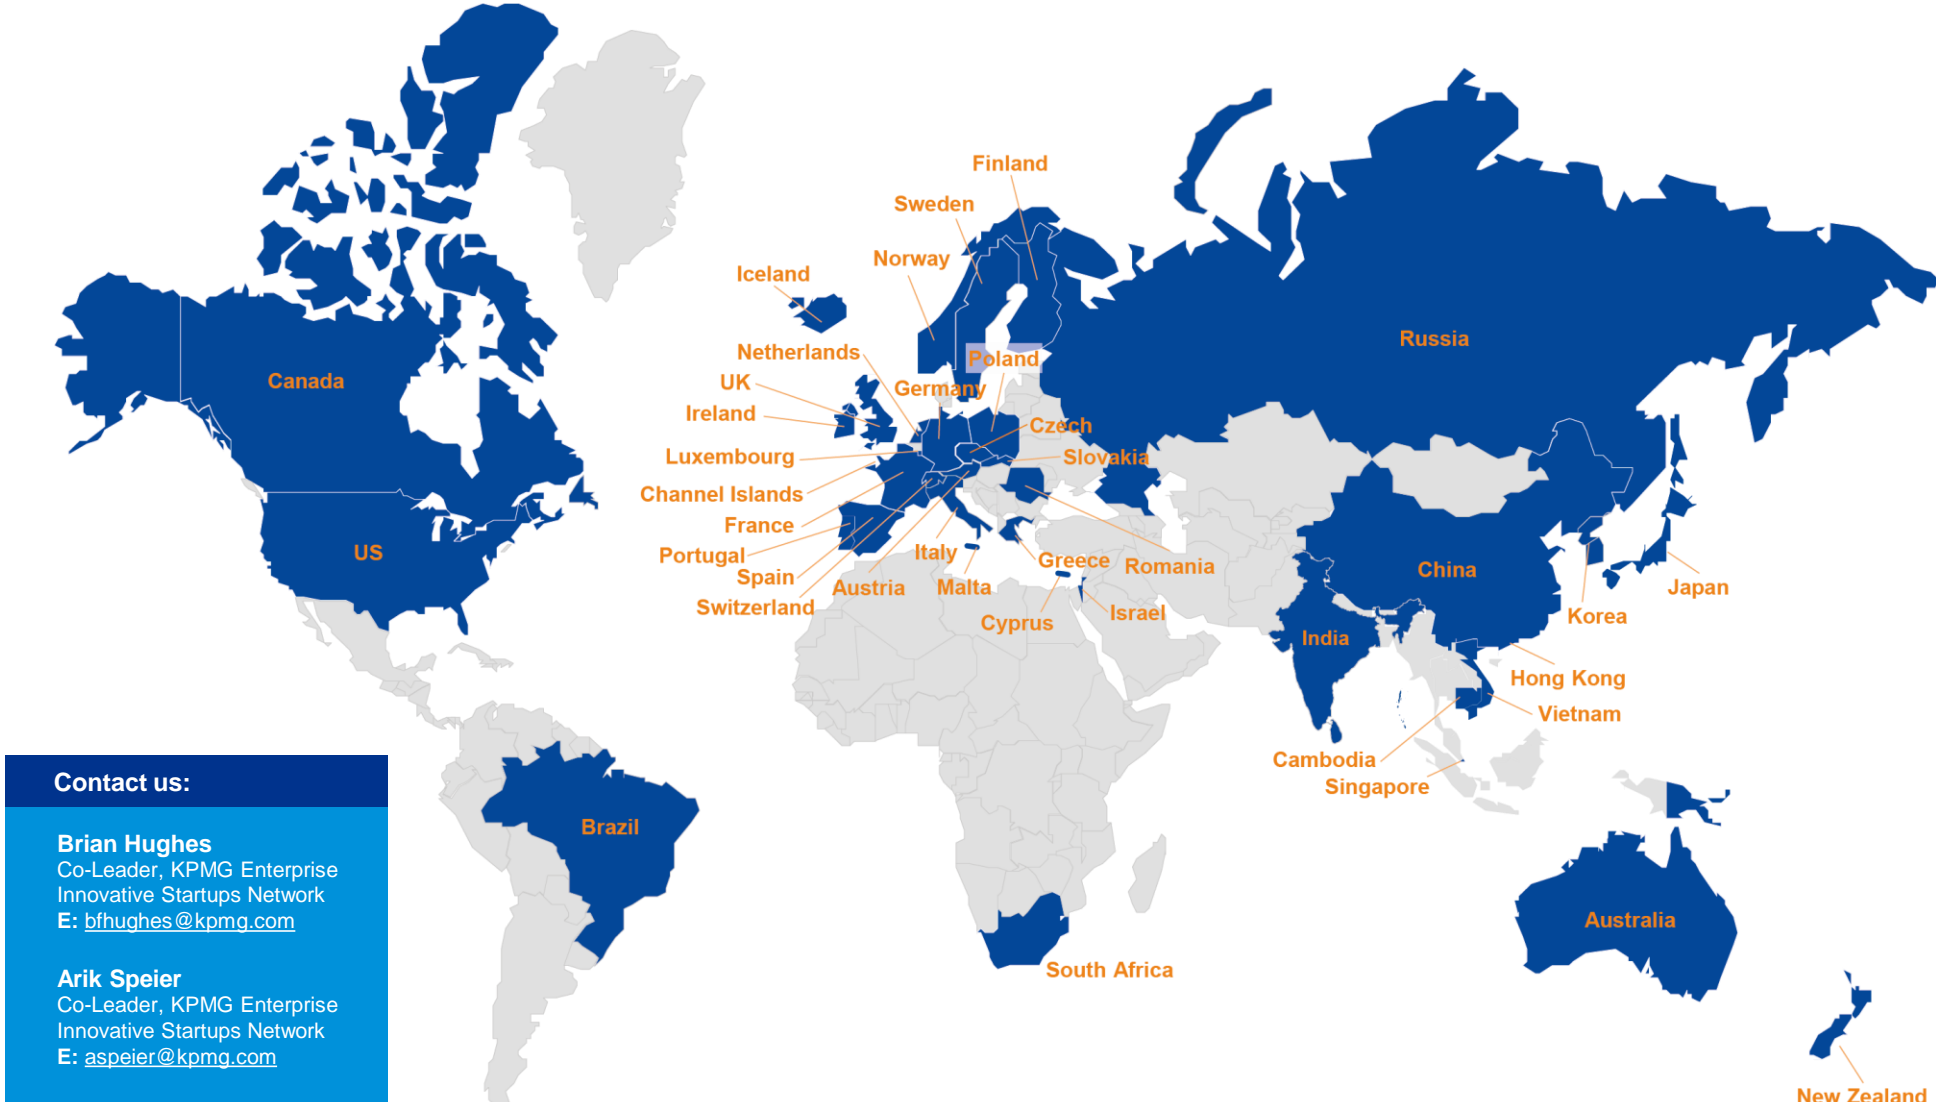 Finland
Sweden
Norway
Iceland
Russia
Netherlands
Poland
Canada
UK
Germany
Ireland
Czech
Luxembourg
Slovakia
Channel Islands
France
US
Italy
Portugal
Greece
Romania
China
Spain
Austria
Malta
Japan
Switzerland
Israel
Korea
Cyprus
India
Hong Kong
Vietnam
Cambodia
Singapore
Brazil
Australia
South Africa
New Zealand
Contact us:
Brian Hughes
Co-Leader, KPMG Enterprise
Innovative Startups Network
E: bfhughes@kpmg.com
Arik Speier
Co-Leader, KPMG Enterprise
Innovative Startups Network
E: aspeier@kpmg.com